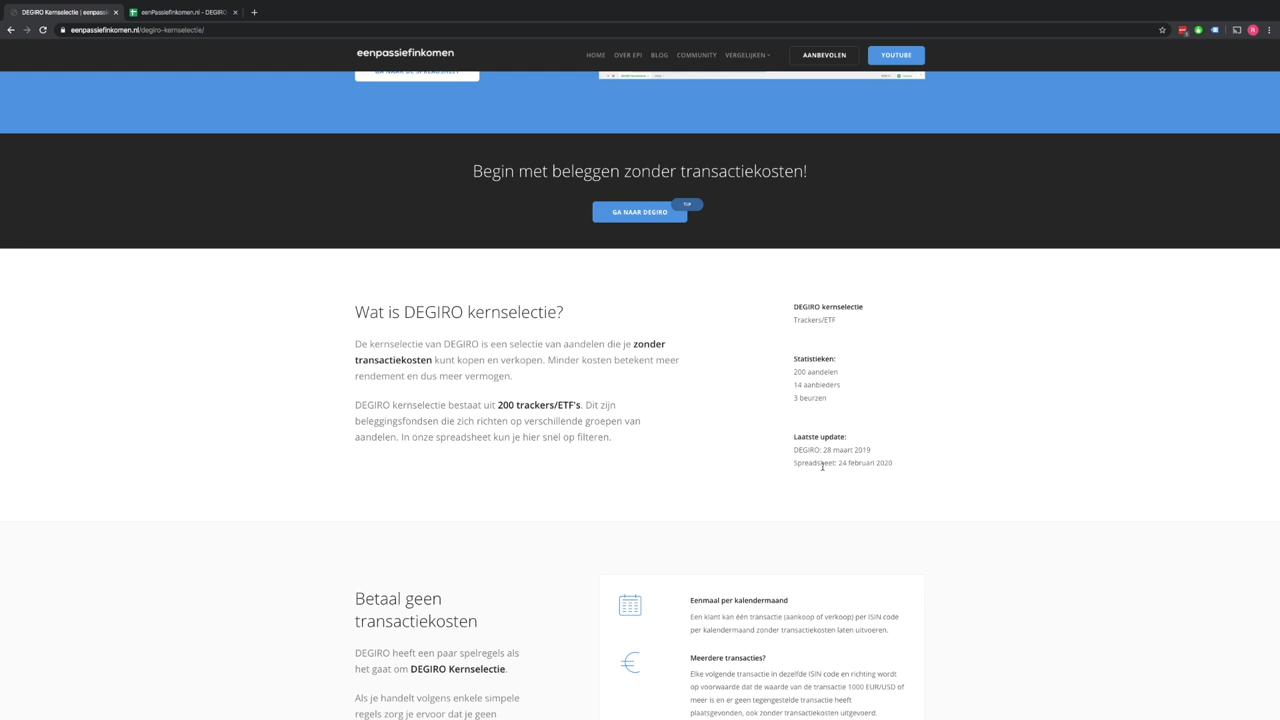 DEGIRO Kernselectie | eenpassie
eenPassiefinkomen.nl - DEGIRO
eenpassiefinkomen.nl/degiro-kernselectie/
eenpassiefinkomen
HOME
OVER EPI
BLOG
COMMUNITY
VERGELIJKEN
AANBEVOLEN
YOUTUBE
GA NAAR DE SPREADSHEET
Begin met beleggen zonder transactiekosten!
TIP
GA NAAR DEGIRO
Wat is DEGIRO kernselectie?
De kernselectie van DEGIRO is een selectie van aandelen die je zonder
transactiekosten kunt kopen en verkopen. Minder kosten betekent meer
rendement en dus meer vermogen.
DEGIRO kernselectie bestaat uit 200 trackers/ETF's. Dit zijn
beleggingsfondsen die zich richten op verschillende groepen van
aandelen. In onze spreadsheet kun je hier snel op filteren.
DEGIRO kernselectie
Trackers/ETF
Statistieken:
200 aandelen
14 aanbieders
3 beurzen
Laatste update:
DEGIRO: 28 maart 2019
Spreadsheet: 24 februari 2020
Betaal geen
transactiekosten
DEGIRO heeft een paar spelregels als
het gaat om DEGIRO Kernselectie.
Als je handelt volgens enkele simpele
regels zorg je ervoor dat je geen
Eenmaal per kalendermaand
Een klant kan één transactie (aankoop of verkoop) per ISIN code
per kalendermaand zonder transactiekosten laten uitvoeren.
Meerdere transacties?
Elke volgende transactie in dezelfde ISIN code en richting wordt
op voorwaarde dat de waarde van de transactie 1000 EUR/USD of
meer is en er geen tegengestelde transactie heeft
plaatsgevonden, ook zonder transactiekosten uitgevoerd.